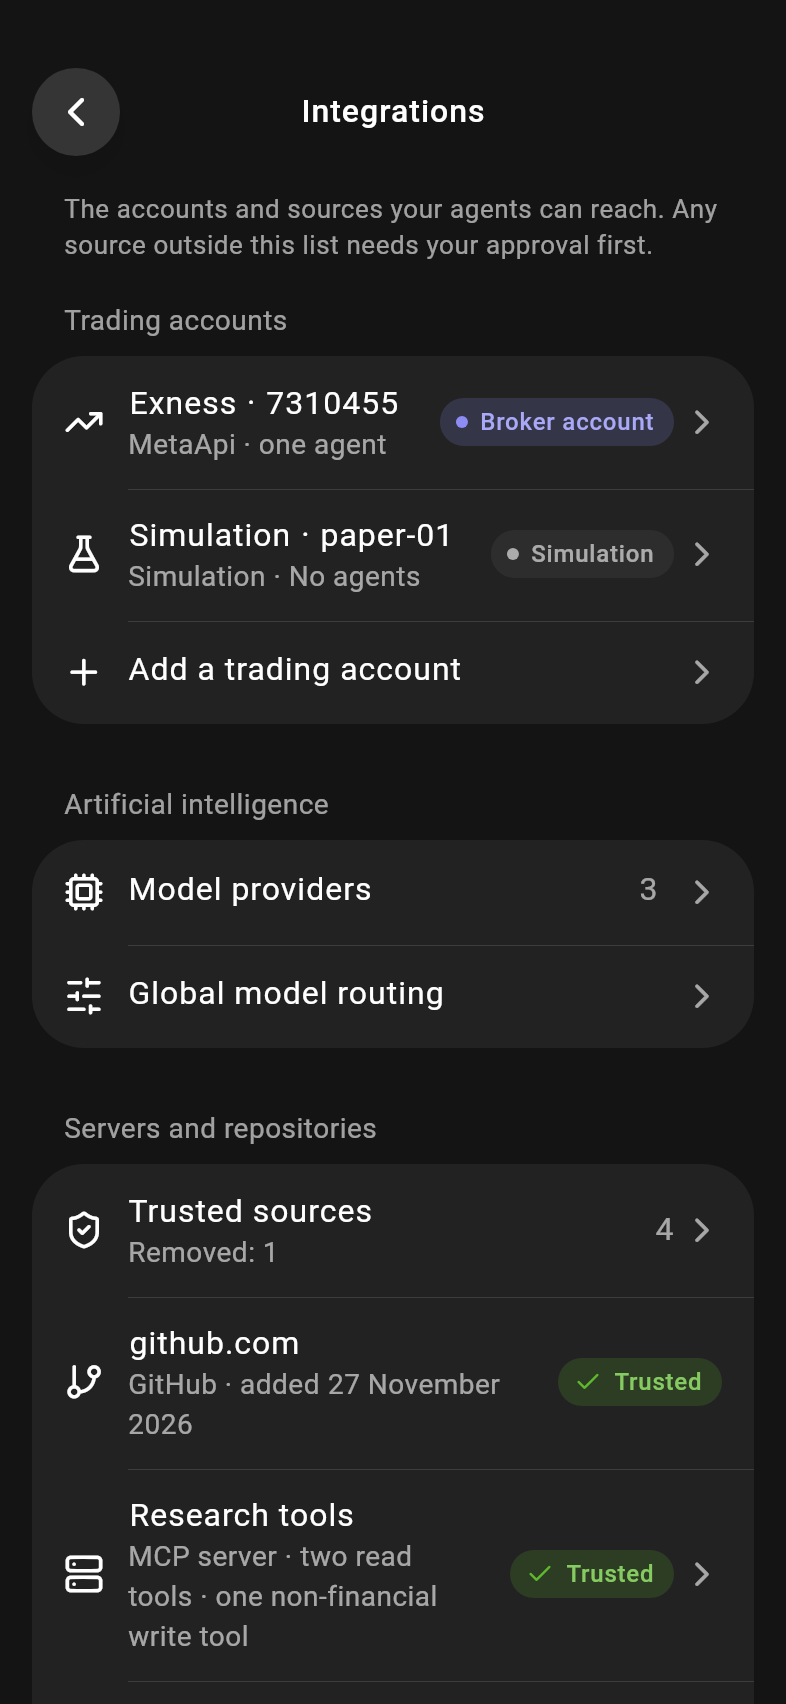 Integrations
The accounts and sources your agents can reach. Any
source outside this list needs your approval first.
Trading accounts
Exness · 7310455
MetaApi · one agent
Broker account
Simulation · paper-01
Simulation · No agents
Simulation
Add a trading account
Artificial intelligence
Model providers
3
Global model routing
Servers and repositories
Trusted sources
Removed: 1
4
github.com
GitHub · added 27 November
2026
Trusted
Research tools
MCP server · two read
tools · one non-financial
write tool
Trusted